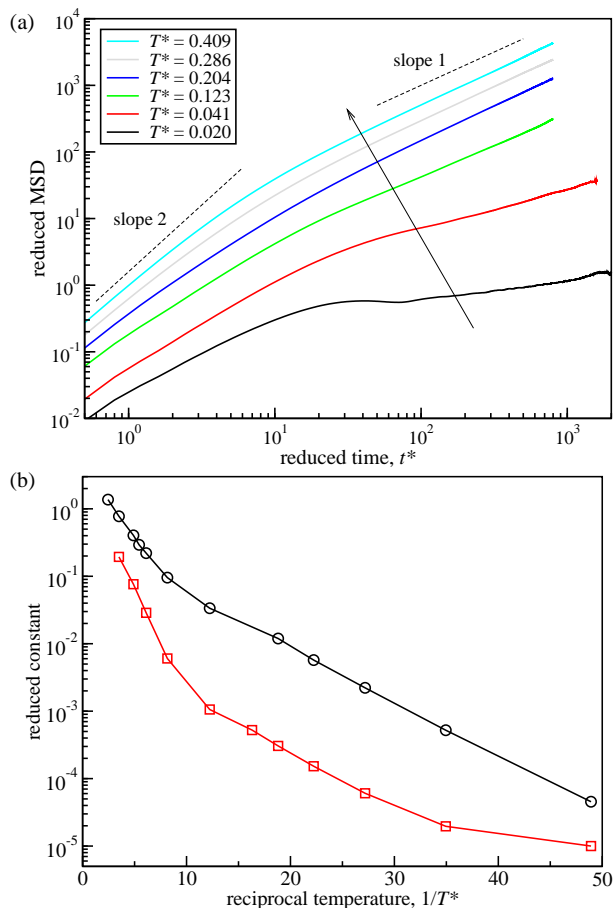 (a)
T* = 0.409
T* = 0.286
T* = 0.204
T* = 0.123
T* = 0.041
T* = 0.020
slope 1
slope 2
reduced MSD
10^4
10^3
10^2
10^1
10^0
10^-1
10^-2
10^0 10^1 10^2 10^3
reduced time, t*
(b)
reduced constant
10^0
10^-1
10^-2
10^-3
10^-4
10^-5
0 10 20 30 40 50
reciprocal temperature, 1/T*